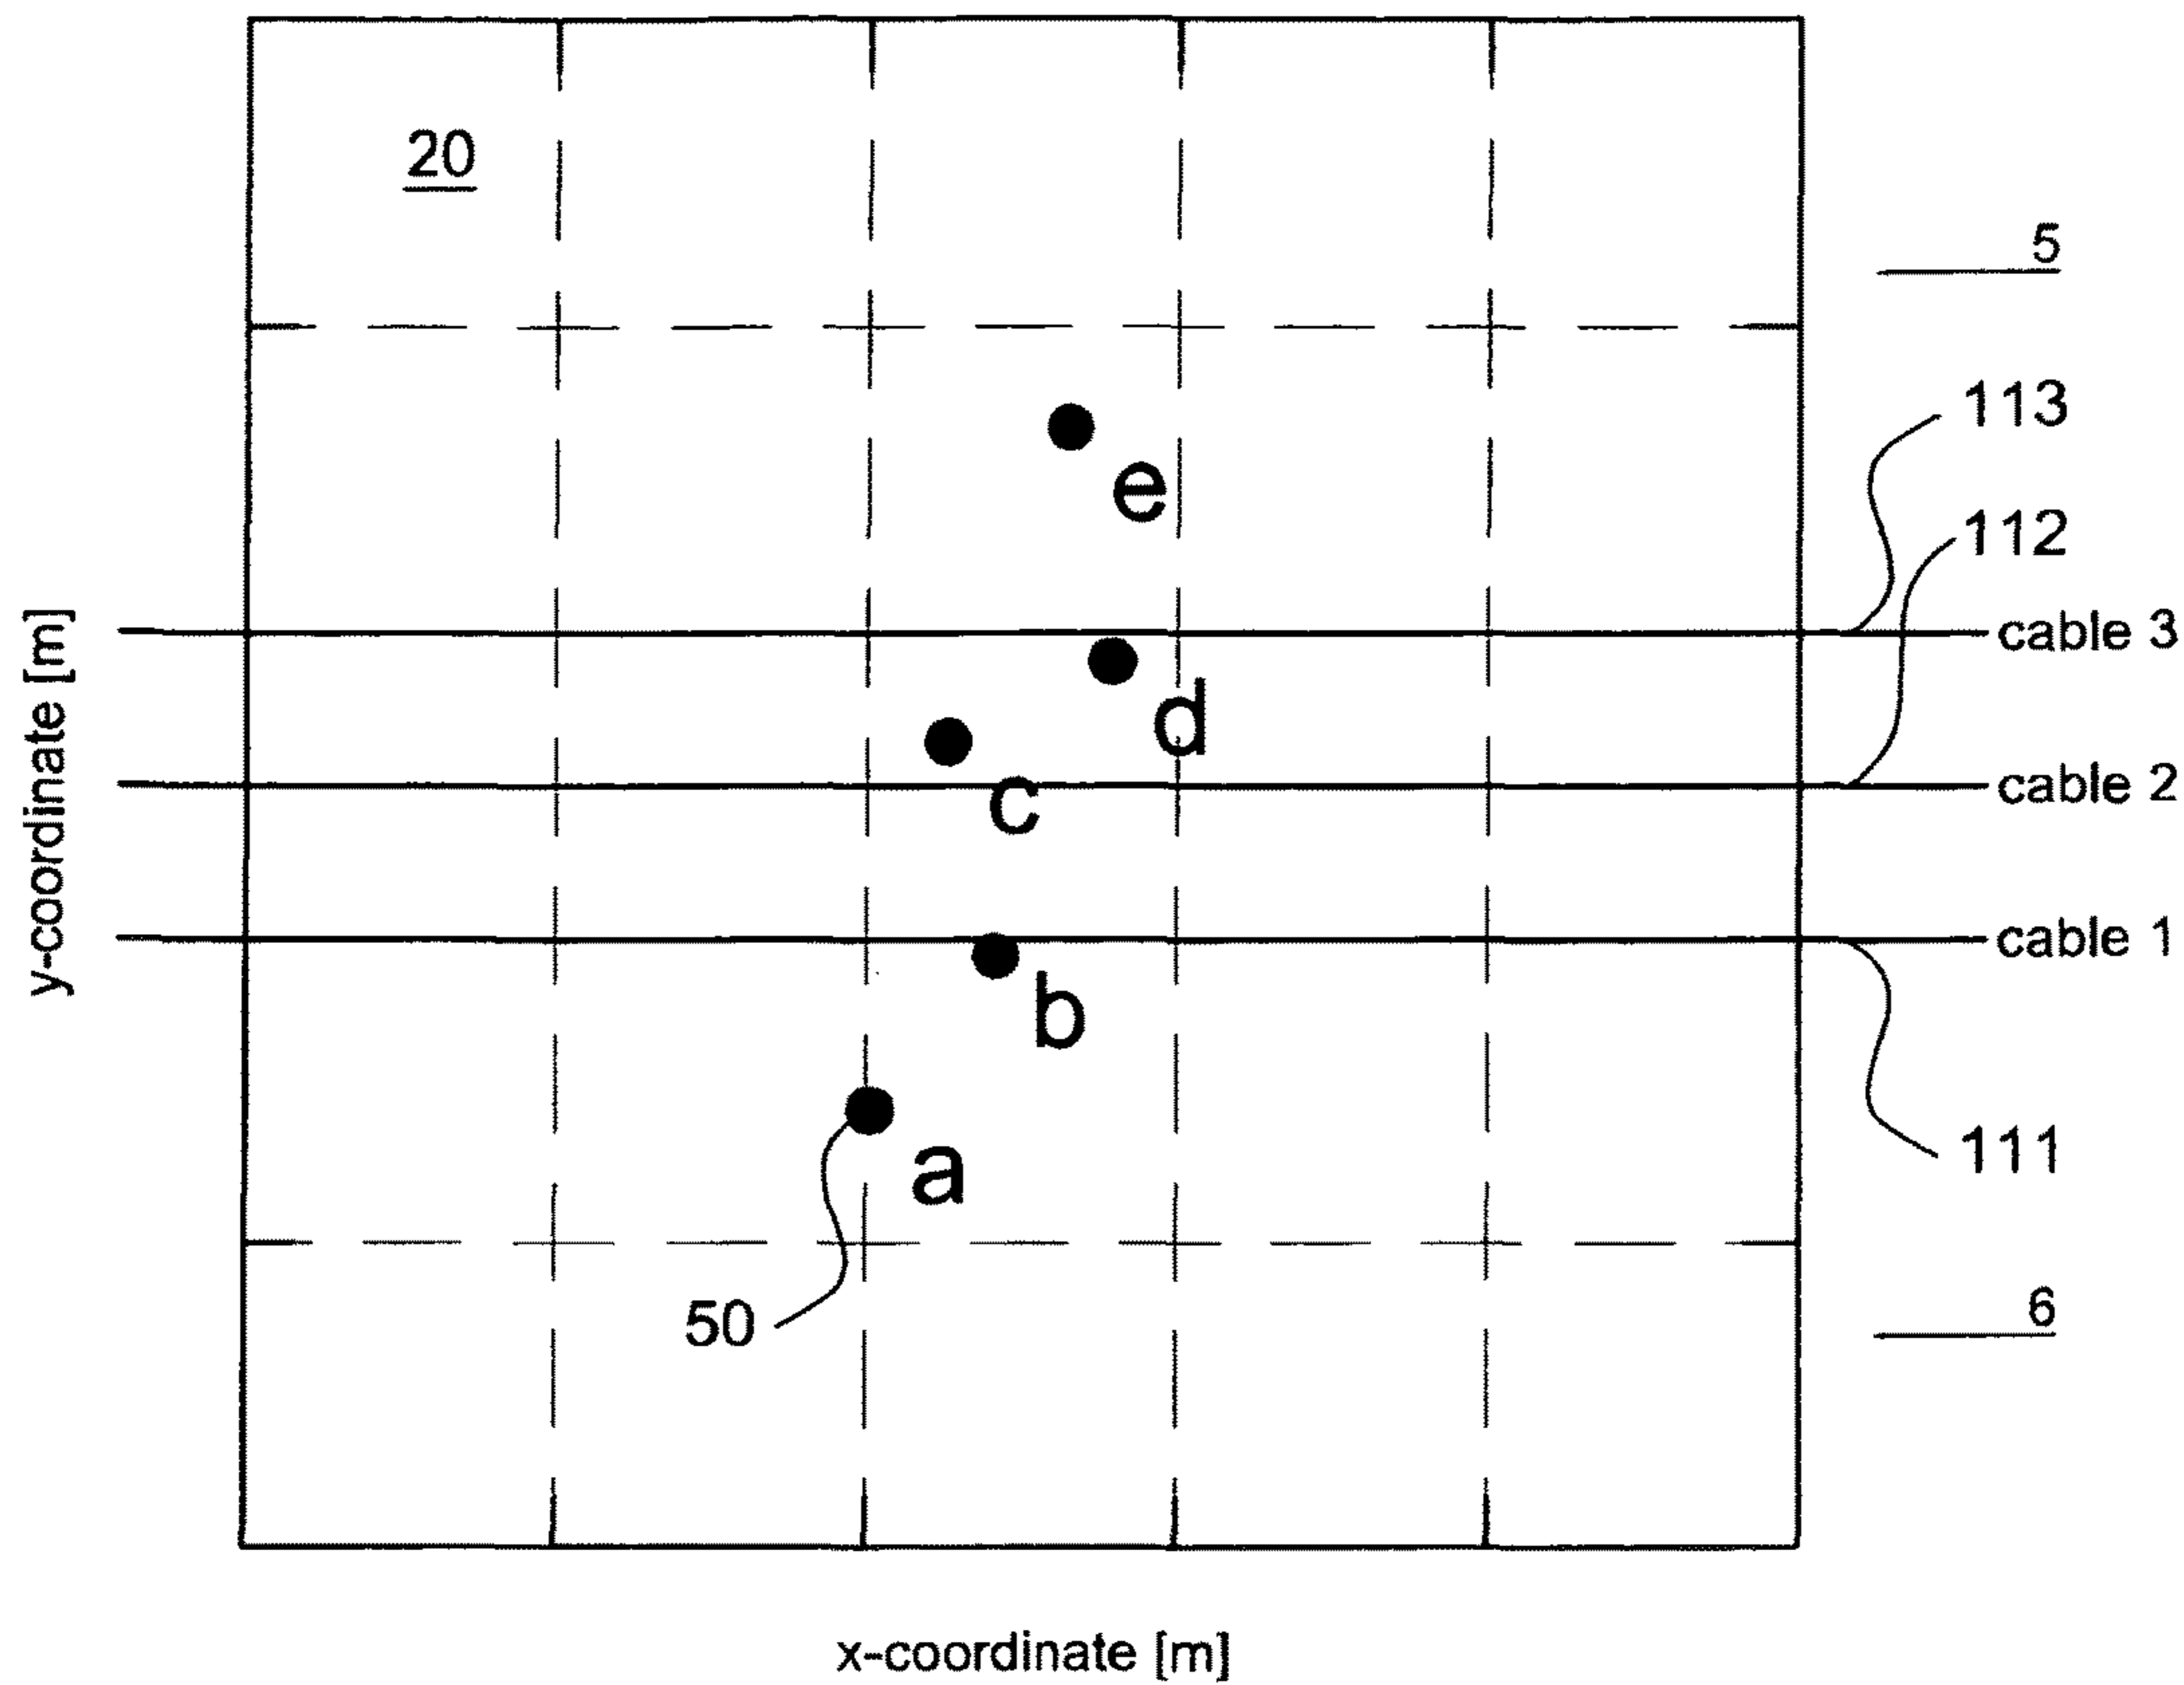 20
5
113
e
112
y-coordinate [m]
cable 3
d
cable 2
c
cable 1
b
111
a
50
6
x-coordinate [m]